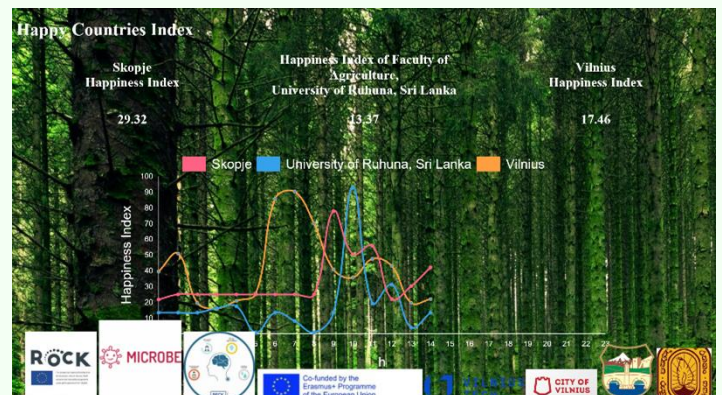 Happy Countries Index
Skopje
Happiness Index
29.32
Happiness Index of Faculty of
Agriculture,
University of Ruhuna, Sri Lanka
13.37
Vilnius
Happiness Index
17.46
Skopje
University of Ruhuna, Sri Lanka
Vilnius
Happiness Index
100
90
80
70
60
50
40
30
20
10
8 9 10 11 12 13 14 15 16 17 18 19 20 21 22 23
h
ROCK
MICROBE
Co-funded by the
Erasmus+ Programme
of the European Union
CITY OF
VILNIUS